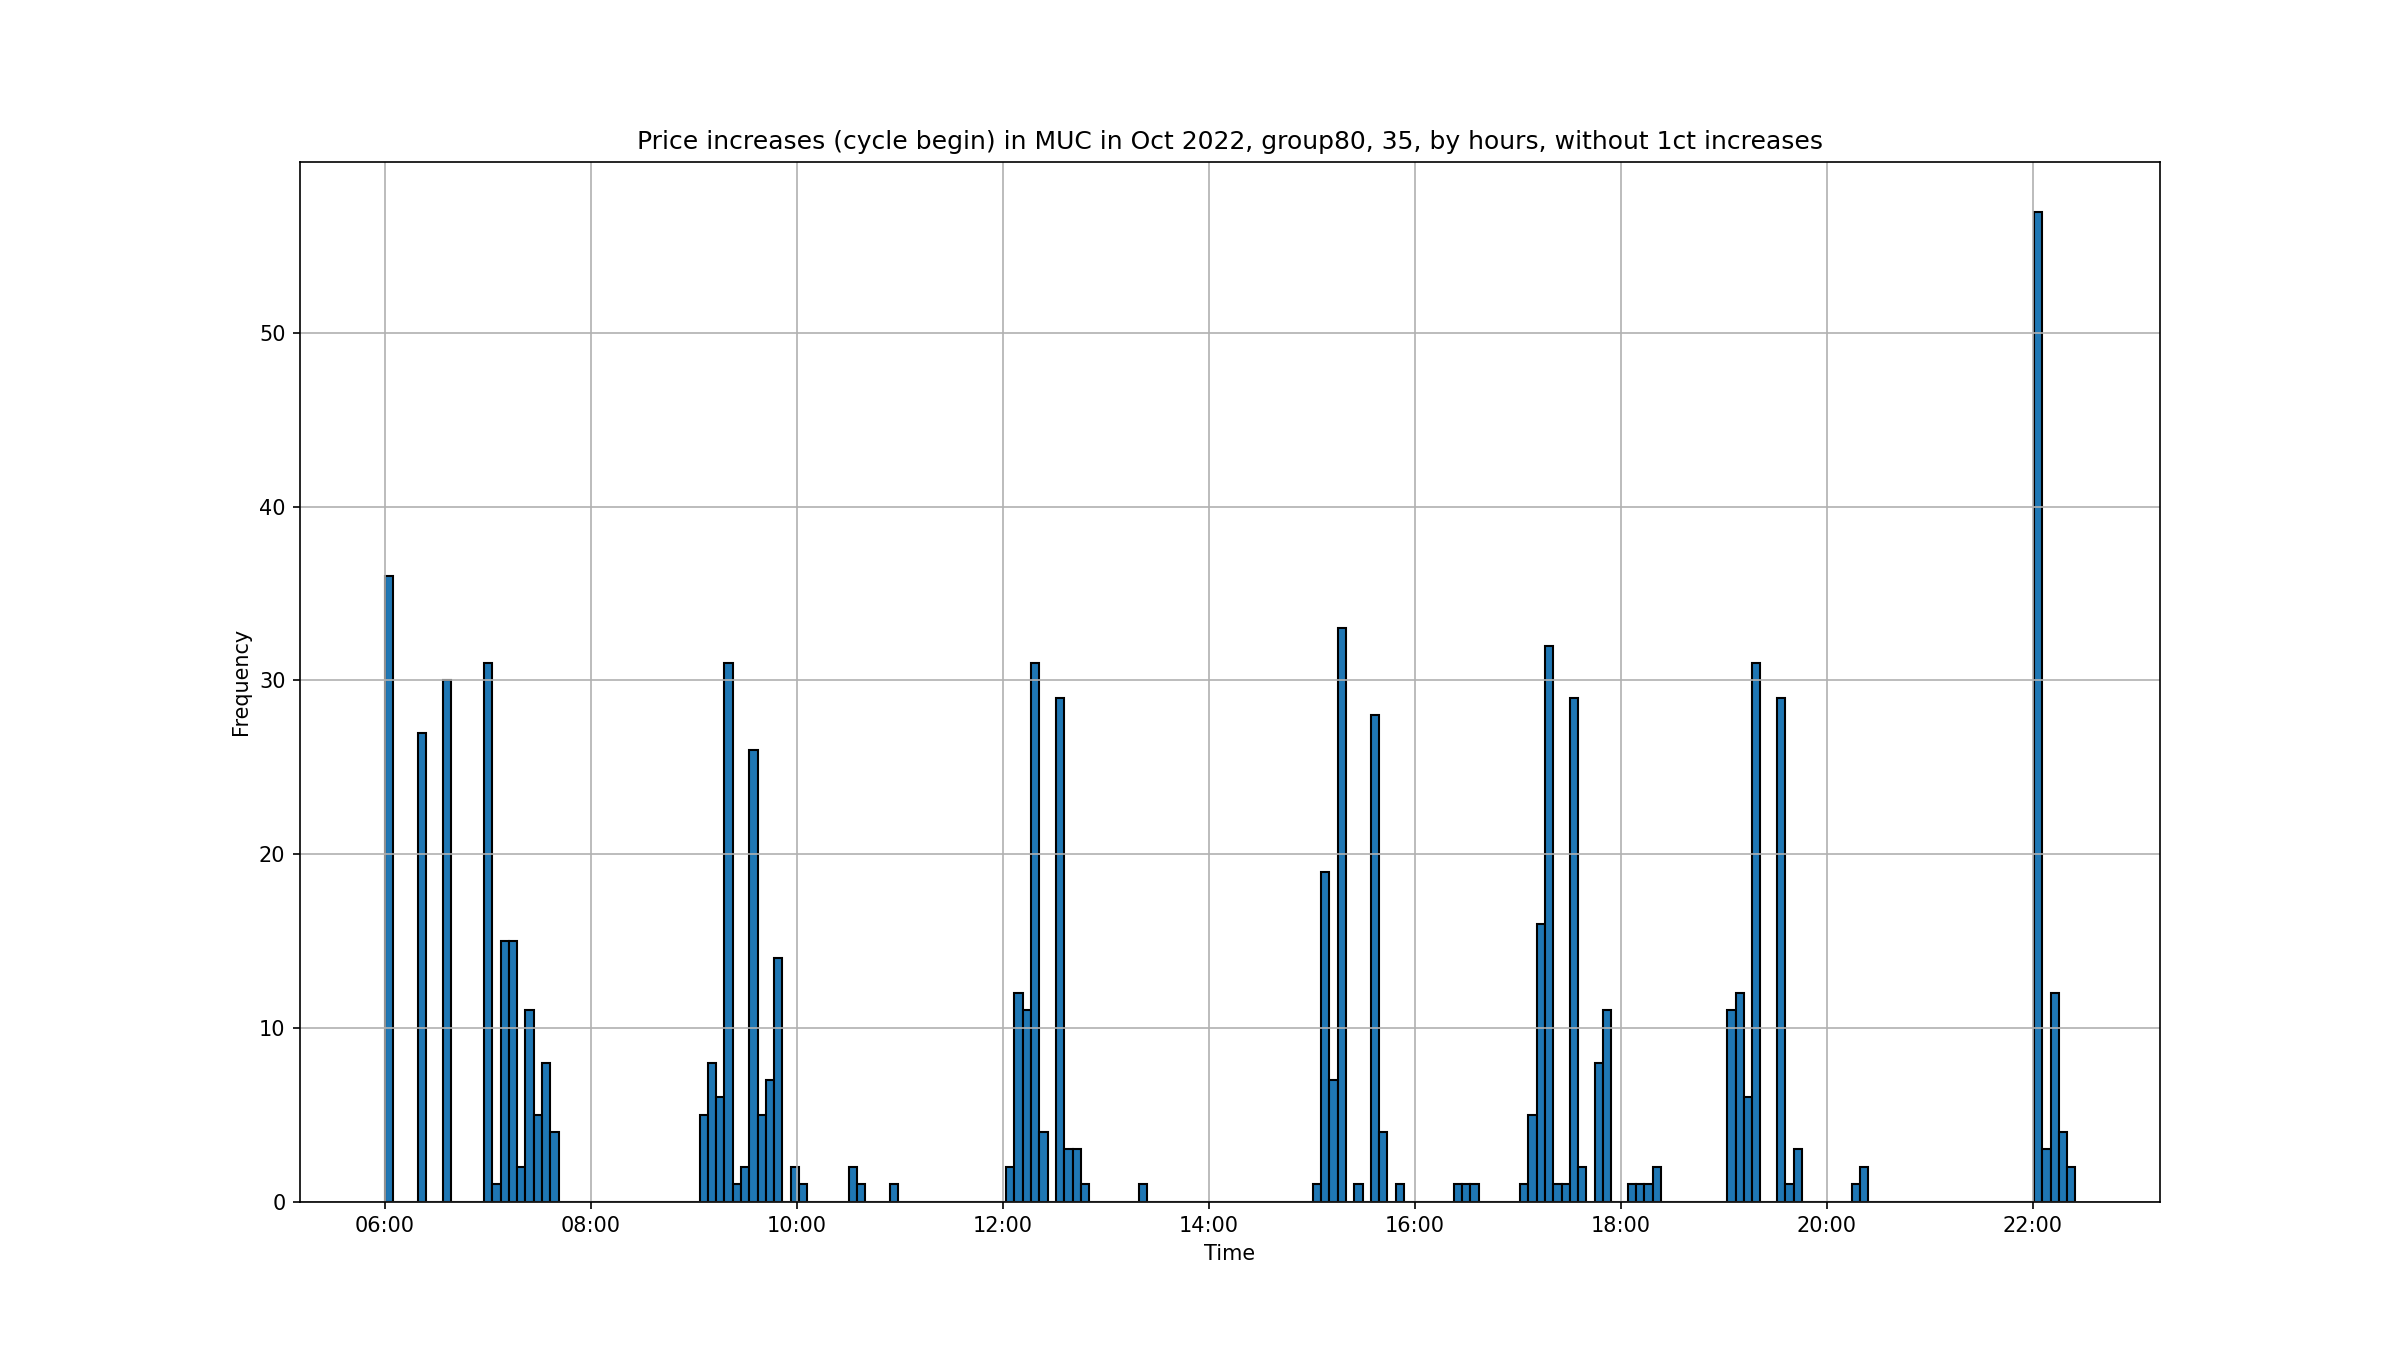 Price increases (cycle begin) in MUC in Oct 2022, group80, 35, by hours, without 1ct increases
Frequency
50
40
30
20
10
0
06:00 08:00 10:00 12:00 14:00 16:00 18:00 20:00 22:00
Time